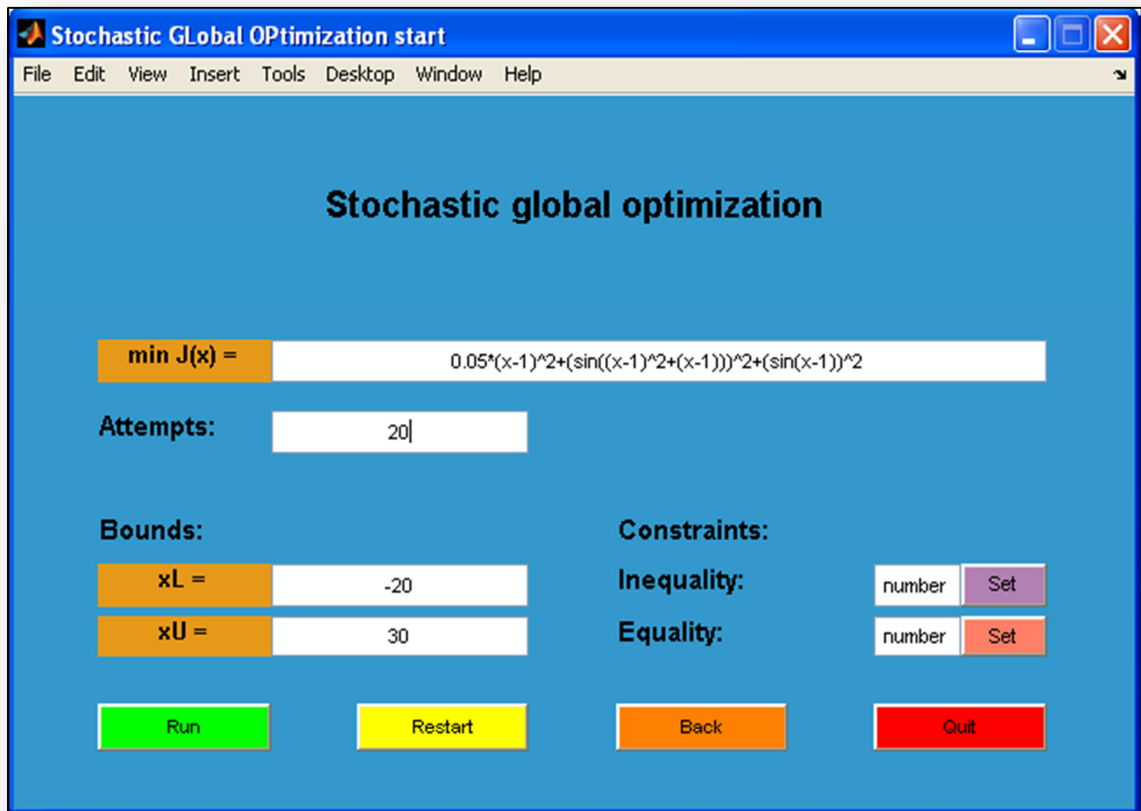 Stochastic GLobal OPtimization start
File Edit View Insert Tools Desktop Window Help
Stochastic global optimization
min J(x) = 0.05*(x-1)^2+(sin((x-1)^2+(x-1)))^2+(sin(x-1))^2
Attempts: 20
Bounds: Constraints:
xL = -20 Inequality: number Set
xU = 30 Equality: number Set
Run Restart Back Quit